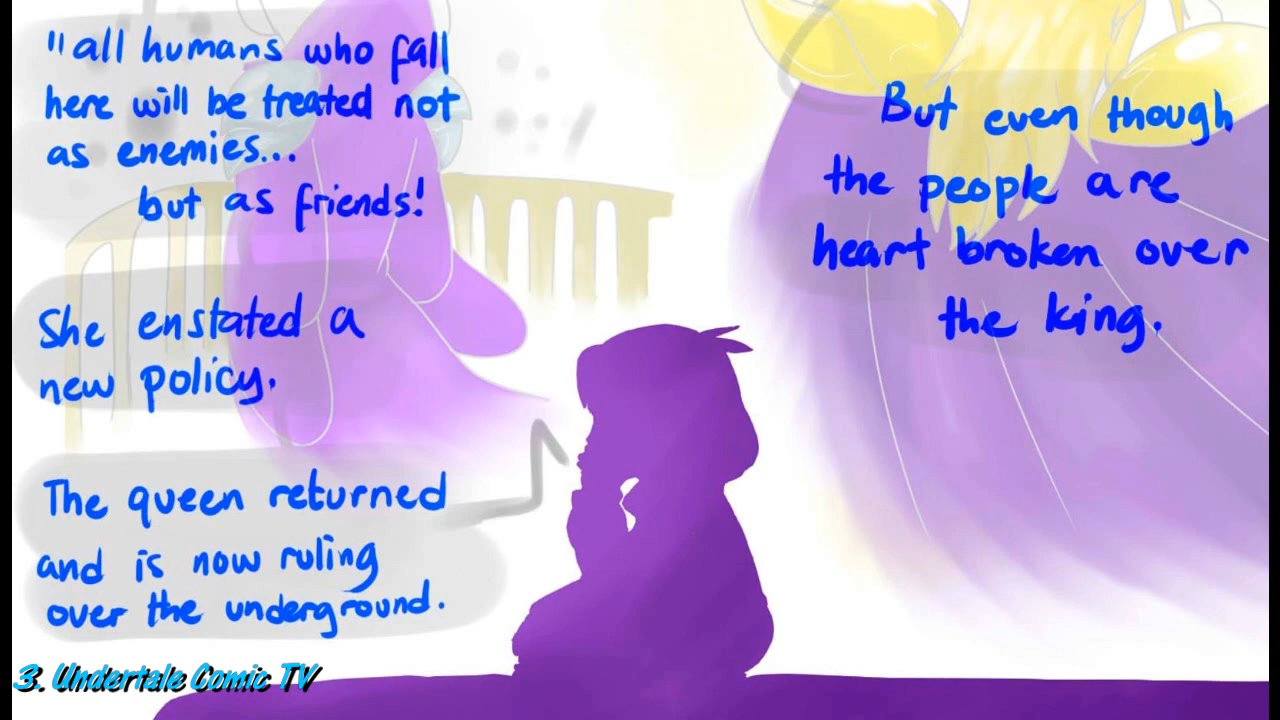 "all humans who fall
here will be treated not
as enemies...
but as friends!
She enstated a
new policy.
The queen returned
and is now ruling
over the underground.
But even though
the people are
heart broken over
the king.
3. Undertale Comic TV